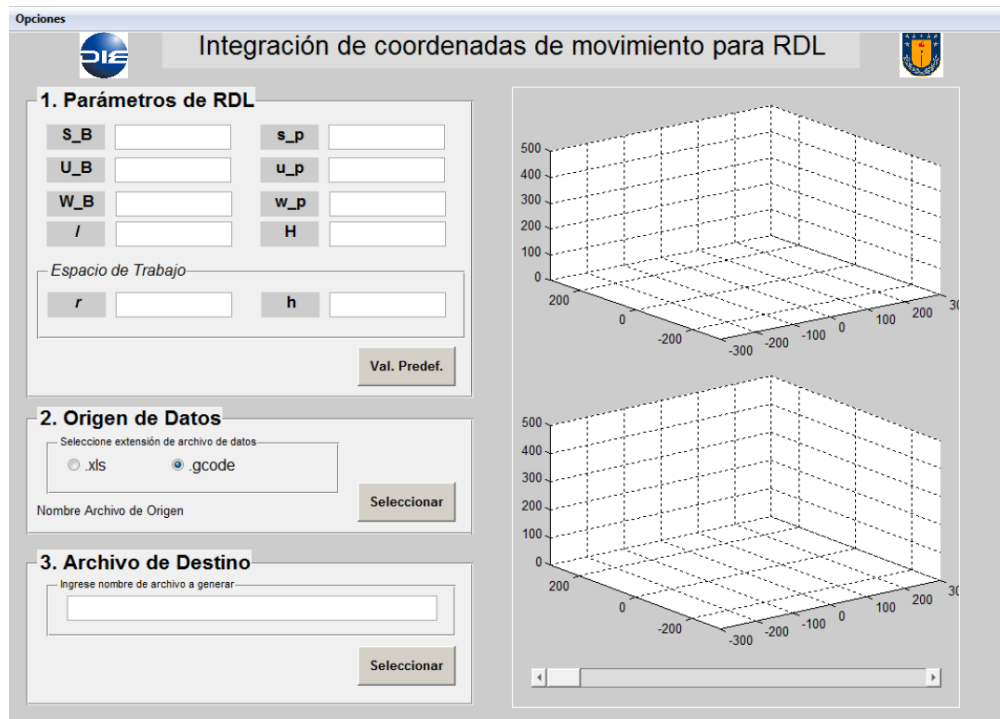 Opciones
DIE
Integración de coordenadas de movimiento para RDL
1. Parámetros de RDL
S_B s_p
U_B u_p
W_B w_p
l H
Espacio de Trabajo
r h
Val. Predef.
2. Origen de Datos
Seleccione extensión de archivo de datos
.xls .gcode
Nombre Archivo de Origen
Seleccionar
3. Archivo de Destino
Ingrese nombre de archivo a generar
Seleccionar
500
400
300
200
100
0
200
0
-200
-300 -200 -100 0 100 200 30
500
400
300
200
100
0
200
0
-200
-300 -200 -100 0 100 200 30